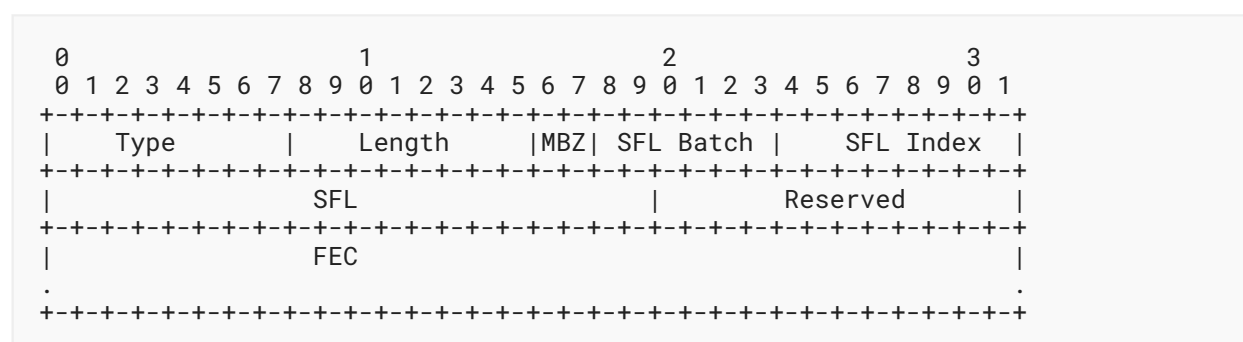 0                   1                   2                   3
 0 1 2 3 4 5 6 7 8 9 0 1 2 3 4 5 6 7 8 9 0 1 2 3 4 5 6 7 8 9 0 1
+-+-+-+-+-+-+-+-+-+-+-+-+-+-+-+-+-+-+-+-+-+-+-+-+-+-+-+-+-+-+-+-+
|    Type       |    Length     |MBZ| SFL Batch |    SFL Index  |
+-+-+-+-+-+-+-+-+-+-+-+-+-+-+-+-+-+-+-+-+-+-+-+-+-+-+-+-+-+-+-+-+
|                 SFL                   |        Reserved       |
+-+-+-+-+-+-+-+-+-+-+-+-+-+-+-+-+-+-+-+-+-+-+-+-+-+-+-+-+-+-+-+-+
|                 FEC                                           |
.                                                               .
+-+-+-+-+-+-+-+-+-+-+-+-+-+-+-+-+-+-+-+-+-+-+-+-+-+-+-+-+-+-+-+-+